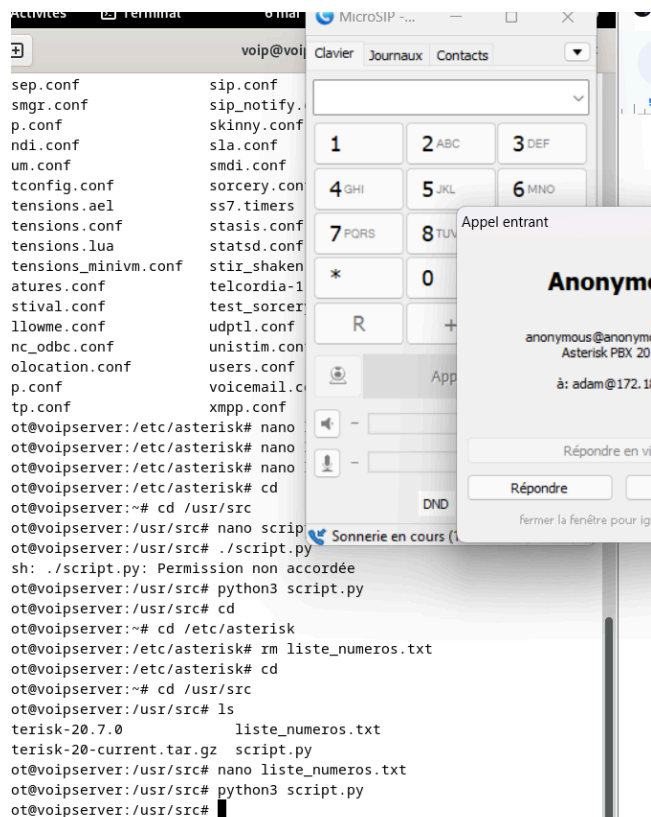 Activités Terminal 6 mai
voip@voi
sep.conf sip.conf
smgr.conf sip_notify.
p.conf skinny.conf
ndi.conf sla.conf
um.conf smdi.conf
tconfig.conf sorcery.con
tensions.ael ss7.timers
tensions.conf stasis.conf
tensions.lua statsd.conf
tensions_minivm.conf stir_shaken
atures.conf telcordia-1
stival.conf test_sorcer
llowme.conf udptl.conf
nc_odbc.conf unistim.con
olocation.conf users.conf
p.conf voicemail.c
tp.conf xmpp.conf
ot@voipserver:/etc/asterisk# nano
ot@voipserver:/etc/asterisk# nano
ot@voipserver:/etc/asterisk# nano
ot@voipserver:/etc/asterisk# cd
ot@voipserver:~# cd /usr/src
ot@voipserver:/usr/src# nano scrip
ot@voipserver:/usr/src# ./script.py
sh: ./script.py: Permission non accordée
ot@voipserver:/usr/src# python3 script.py
ot@voipserver:/usr/src# cd
ot@voipserver:~# cd /etc/asterisk
ot@voipserver:/etc/asterisk# rm liste_numeros.txt
ot@voipserver:/etc/asterisk# cd
ot@voipserver:~# cd /usr/src
ot@voipserver:/usr/src# ls
terisk-20.7.0 liste_numeros.txt
terisk-20-current.tar.gz script.py
ot@voipserver:/usr/src# nano liste_numeros.txt
ot@voipserver:/usr/src# python3 script.py
ot@voipserver:/usr/src#
MicroSIP -...
Clavier Journaux Contacts
1 2 ABC 3 DEF
4 GHI 5 JKL 6 MNO
7 PQRS 8 TUV
* 0
R +
App
DND
Sonnerie en cours (1
Appel entrant
Anonymo
anonymous@anonymo
Asterisk PBX 20
à: adam@172.18
Répondre en vi
Répondre
fermer la fenêtre pour ig